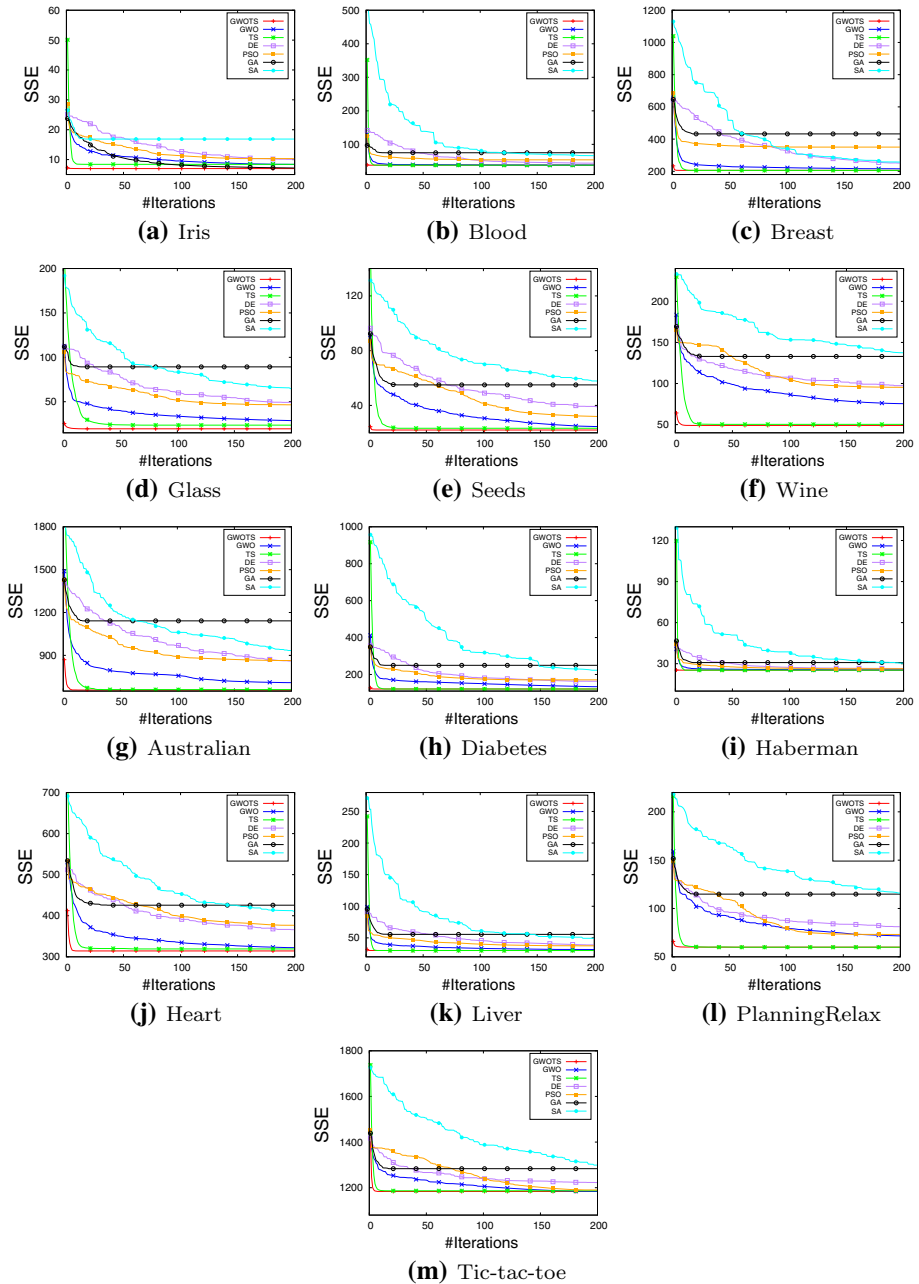 60
50
40
30
20
10
0 50 100 150 200
SSE
#Iterations
GWOTS
GWO
TS
DE
PSO
GA
SA
(a) Iris
500
400
300
200
100
0 50 100 150 200
SSE
#Iterations
GWOTS
GWO
TS
DE
PSO
GA
SA
(b) Blood
1200
1000
800
600
400
200
0 50 100 150 200
SSE
#Iterations
GWOTS
GWO
TS
DE
PSO
GA
SA
(c) Breast
200
150
100
50
0 50 100 150 200
SSE
#Iterations
GWOTS
GWO
TS
DE
PSO
GA
SA
(d) Glass
120
80
40
0 50 100 150 200
SSE
#Iterations
GWOTS
GWO
TS
DE
PSO
GA
SA
(e) Seeds
200
150
100
50
0 50 100 150 200
SSE
#Iterations
GWOTS
GWO
TS
DE
PSO
GA
SA
(f) Wine
1800
1500
1200
900
0 50 100 150 200
SSE
#Iterations
GWOTS
GWO
TS
DE
PSO
GA
SA
(g) Australian
1000
800
600
400
200
0 50 100 150 200
SSE
#Iterations
GWOTS
GWO
TS
DE
PSO
GA
SA
(h) Diabetes
120
90
60
30
0 50 100 150 200
SSE
#Iterations
GWOTS
GWO
TS
DE
PSO
GA
SA
(i) Haberman
700
600
500
400
300
0 50 100 150 200
SSE
#Iterations
GWOTS
GWO
TS
DE
PSO
GA
SA
(j) Heart
250
200
150
100
50
0 50 100 150 200
SSE
#Iterations
GWOTS
GWO
TS
DE
PSO
GA
SA
(k) Liver
200
150
100
50
0 50 100 150 200
SSE
#Iterations
GWOTS
GWO
TS
DE
PSO
GA
SA
(l) PlanningRelax
1800
1600
1400
1200
0 50 100 150 200
SSE
#Iterations
GWOTS
GWO
TS
DE
PSO
GA
SA
(m) Tic-tac-toe